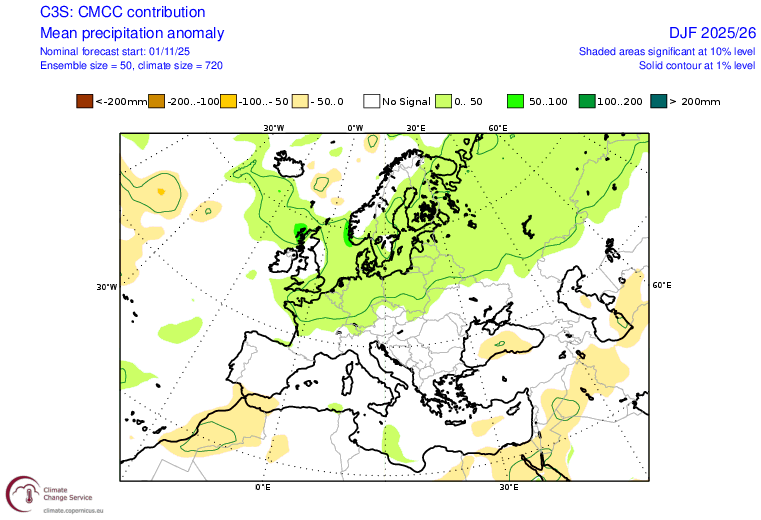 C3S: CMCC contribution
Mean precipitation anomaly
DJF 2025/26
Nominal forecast start: 01/11/25
Shaded areas significant at 10% level
Ensemble size = 50, climate size = 720
Solid contour at 1% level
<-200mm -200..-100 -100..- 50 - 50..0 No Signal 0.. 50 50..100 100..200 > 200mm
30°W 0°W 30°E 60°E
30°W 60°E
0°E 30°E
Climate
Change Service
climate.copernicus.eu